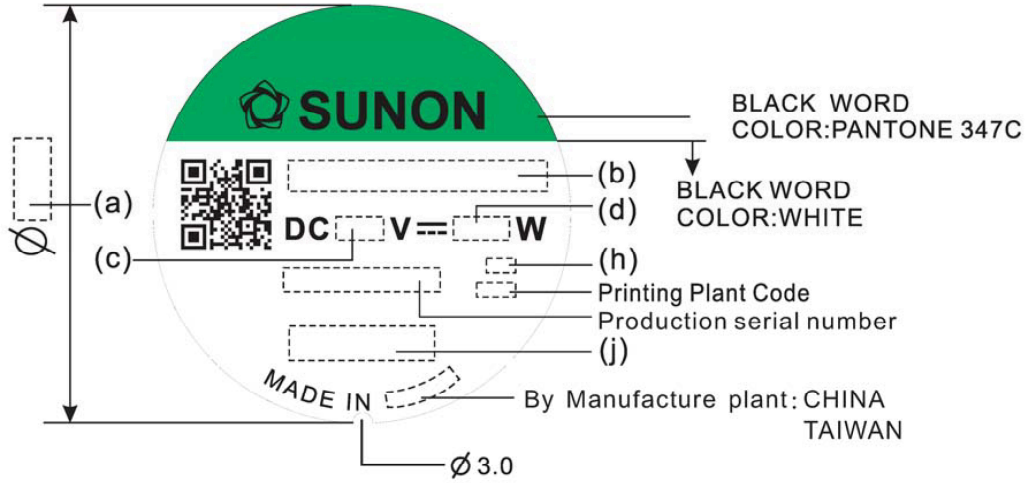 SUNON
BLACK WORD
COLOR:PANTONE 347C
BLACK WORD
COLOR:WHITE
(a)
Ø
(b)
(d)
DC V⎓ W
(c)
(h)
Printing Plant Code
Production serial number
(j)
MADE IN
By Manufacture plant: CHINA
TAIWAN
Ø 3.0